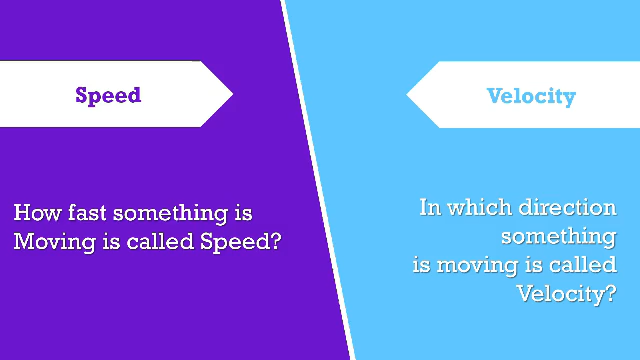 Speed
How fast something is
Moving is called Speed?
Velocity
In which direction
something
is moving is called
Velocity?